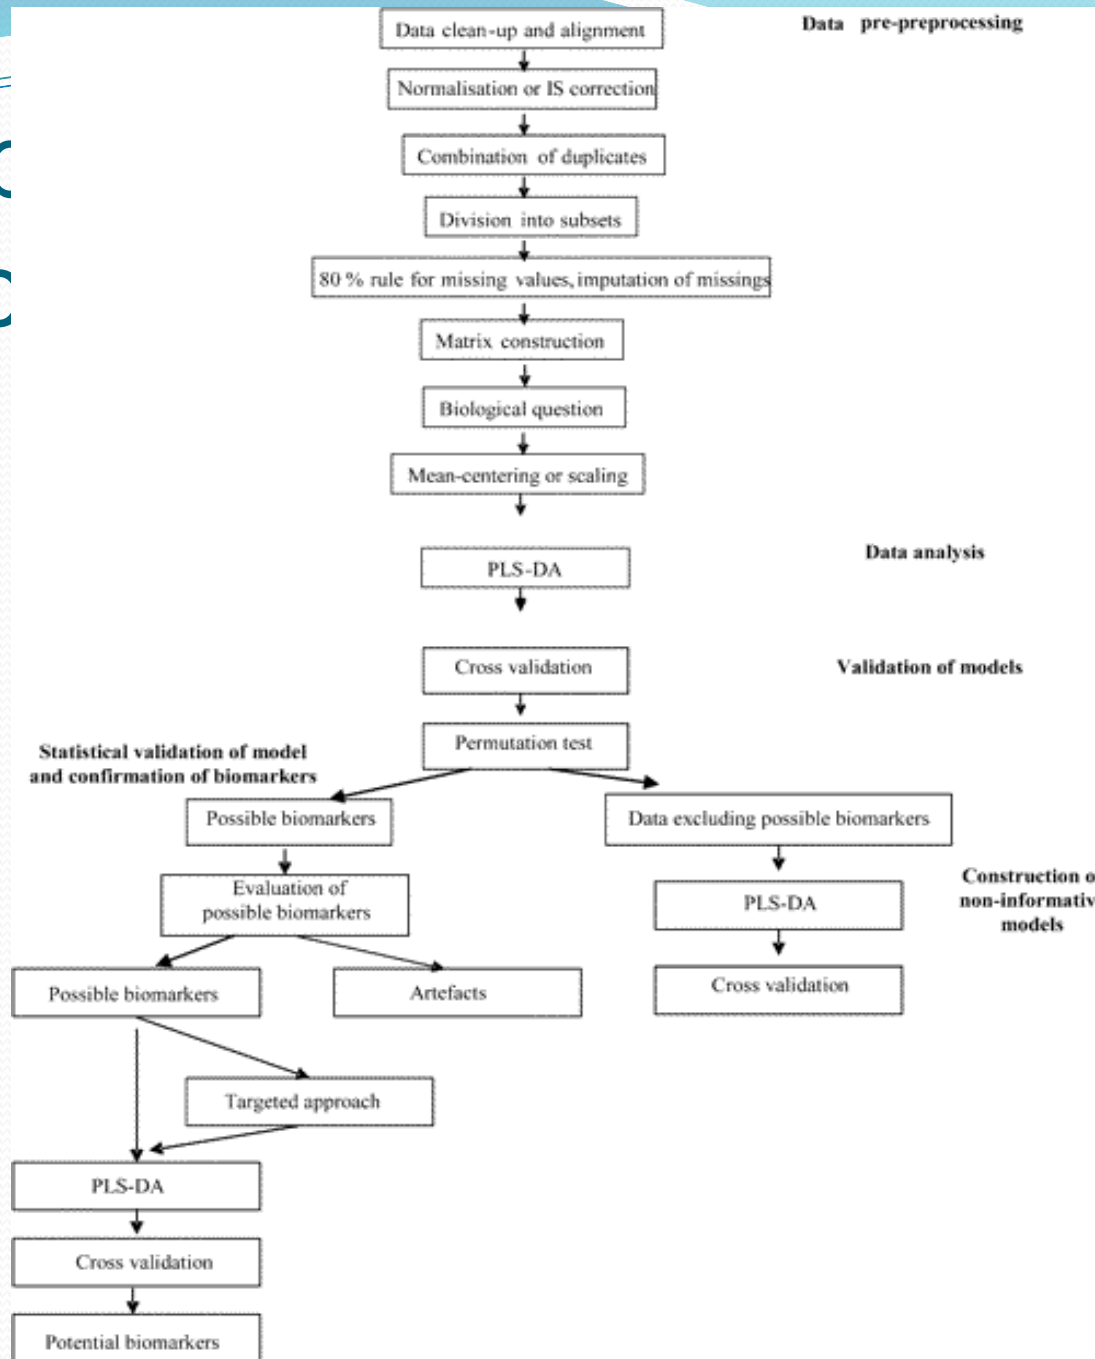 Data clean-up and alignment
Data pre-preprocessing
Normalisation or IS correction
Combination of duplicates
Division into subsets
80 % rule for missing values, imputation of missings
Matrix construction
Biological question
Mean-centering or scaling
Data analysis
PLS-DA
Cross validation
Validation of models
Permutation test
Statistical validation of model
and confirmation of biomarkers
Possible biomarkers
Data excluding possible biomarkers
Evaluation of
possible biomarkers
PLS-DA
Construction o
non-informativ
models
Possible biomarkers
Artefacts
Cross validation
Targeted approach
PLS-DA
Cross validation
Potential biomarkers